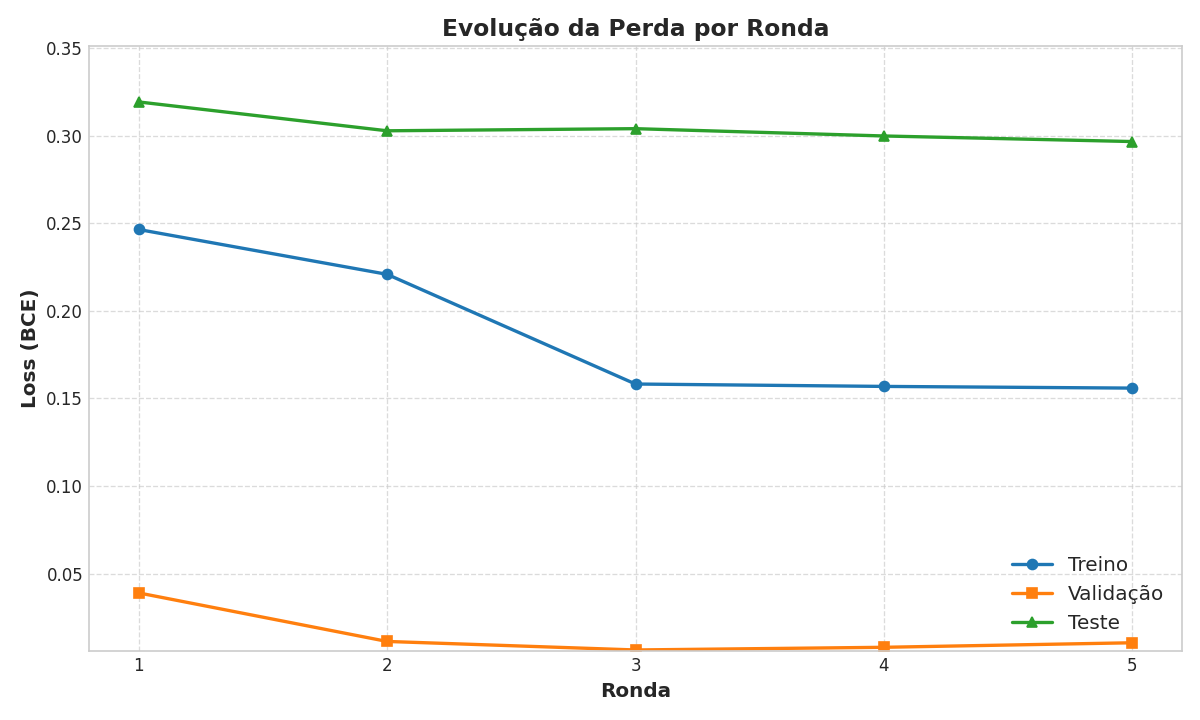 Evolução da Perda por Ronda
0.35
0.30
0.25
0.20
0.15
0.10
0.05
Loss (BCE)
Treino
Validação
Teste
1 2 3 4 5
Ronda